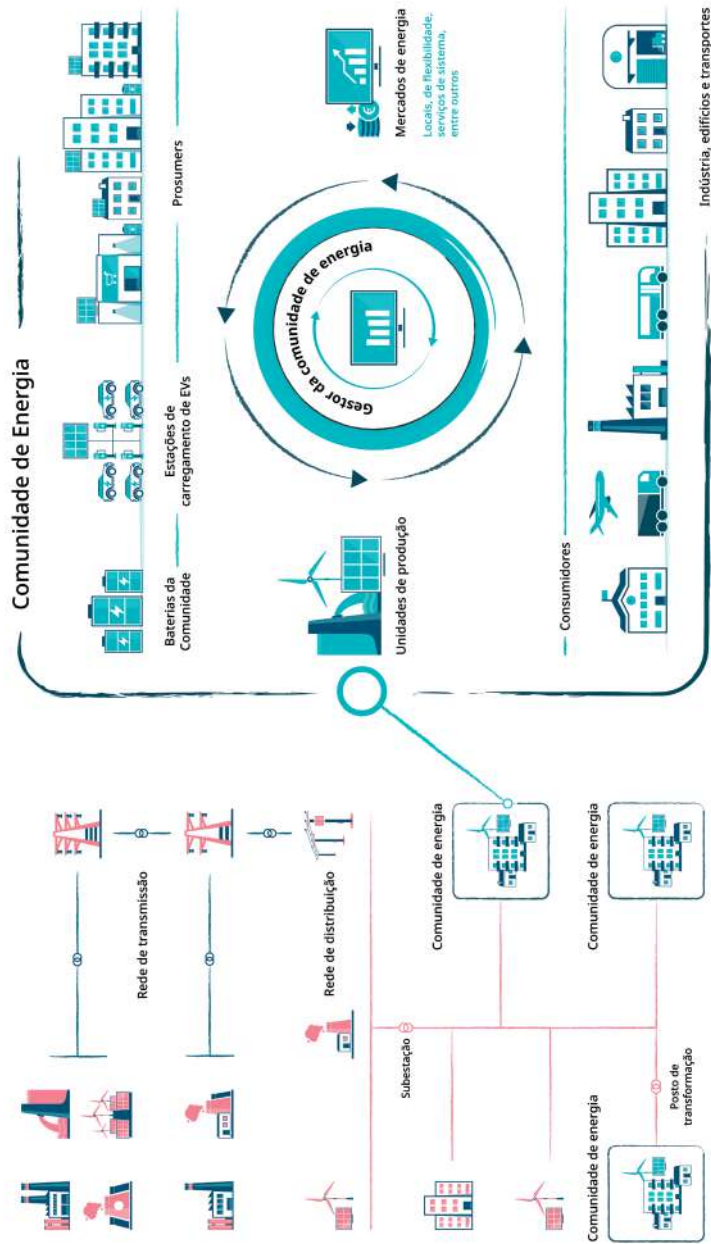 Rede de transmissão
Rede de distribuição
Subestação
Comunidade de energia
Comunidade de energia
Comunidade de energia
Posto de
transformação
Comunidade de Energia
Baterias da
Comunidade
Estações de
carregamento de EVs
Prosumers
Unidades de produção
Gestor da comunidade de energia
Mercados de energia
Locais, de flexibilidade,
serviços de sistema,
entre outros
Consumidores
Indústria, edifícios e transportes